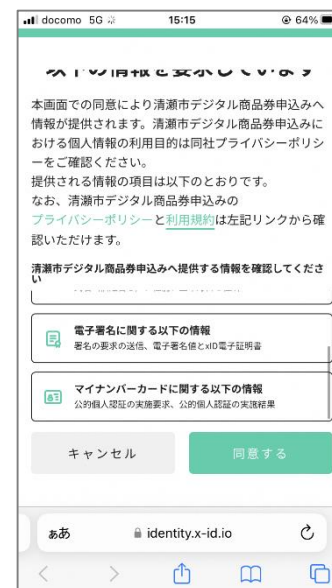 docomo 5G 15:15 64%
以下の情報を要求しています
本画面での同意により清瀬市デジタル商品券申込みへ
情報が提供されます。清瀬市デジタル商品券申込みに
おける個人情報の利用目的は同社プライバシーポリシ
ーをご確認ください。
提供される情報の項目は以下のとおりです。
なお、清瀬市デジタル商品券申込みの
プライバシーポリシーと利用規約は左記リンクから確
認いただけます。
清瀬市デジタル商品券申込みへ提供する情報を確認してくださ
い
電子署名に関する以下の情報
署名の要求の送信、電子署名値とxID電子証明書
マイナンバーカードに関する以下の情報
公的個人認証の実施要求、公的個人認証の実施結果
キャンセル 同意する
ぁあ identity.x-id.io